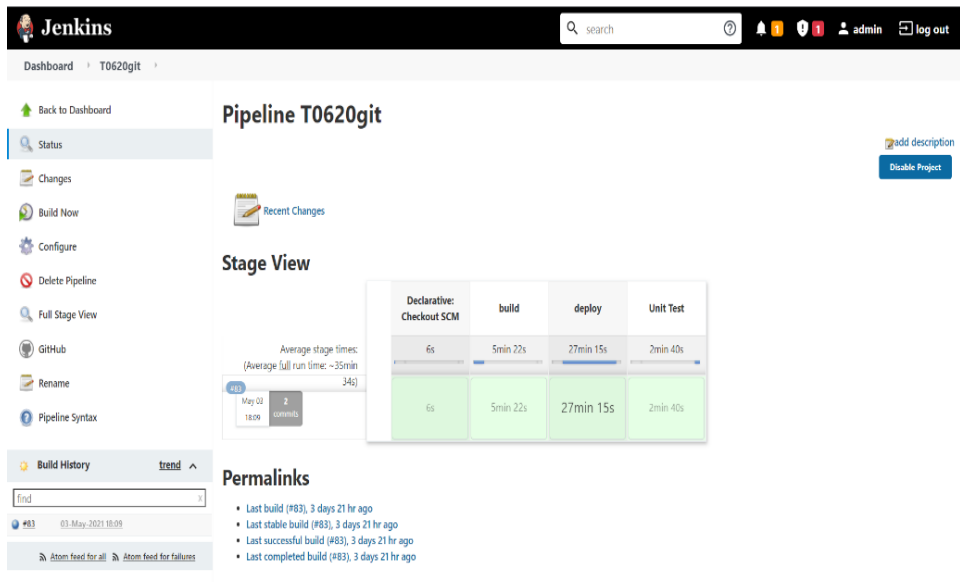 Jenkins
search
1
1
admin
log out
Dashboard
T0620git
Back to Dashboard
Status
Changes
Build Now
Configure
Delete Pipeline
Full Stage View
GitHub
Rename
Pipeline Syntax
Build History
trend
find
x
#83
03-May-2021 18:09
Atom feed for all
Atom feed for failures
Pipeline T0620git
add description
Disable Project
Recent Changes
Stage View
Declarative:
Checkout SCM
build
deploy
Unit Test
Average stage times:
(Average full run time: ~35min
34s)
6s
5min 22s
27min 15s
2min 40s
#83
May 03
18:09
2
commits
6s
5min 22s
27min 15s
2min 40s
Permalinks
Last build (#83), 3 days 21 hr ago
Last stable build (#83), 3 days 21 hr ago
Last successful build (#83), 3 days 21 hr ago
Last completed build (#83), 3 days 21 hr ago